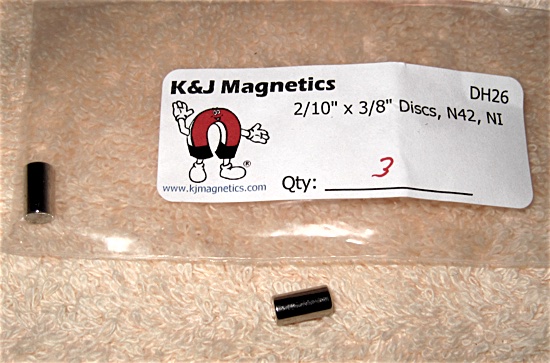 K&J Magnetics
DH26
2/10" x 3/8" Discs, N42, NI
®
www.kjmagnetics.com
Qty: 3